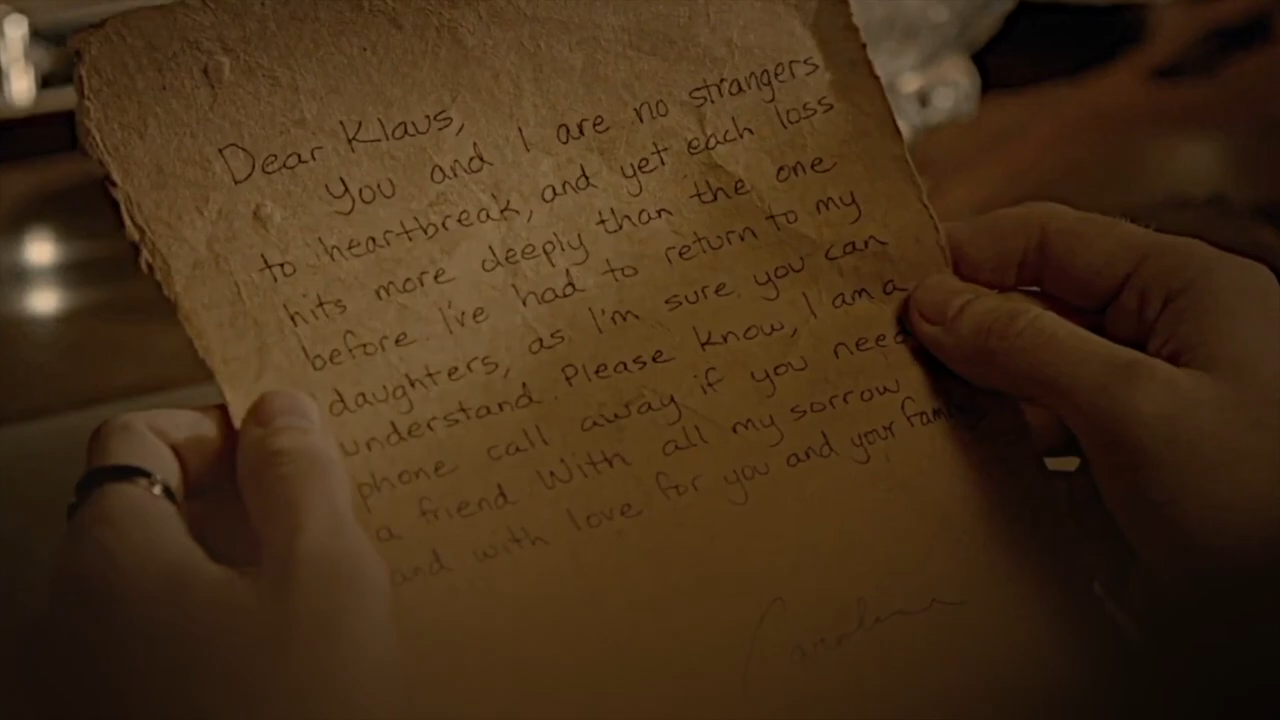 Dear Klaus,
You and I are no strangers
to heartbreak, and yet each loss
hits more deeply than the one
before. I've had to return to my
daughters, as I'm sure you can
understand. Please know, I am a
phone call away if you need
a friend. With all my sorrow
and with love for you and your
Caroline